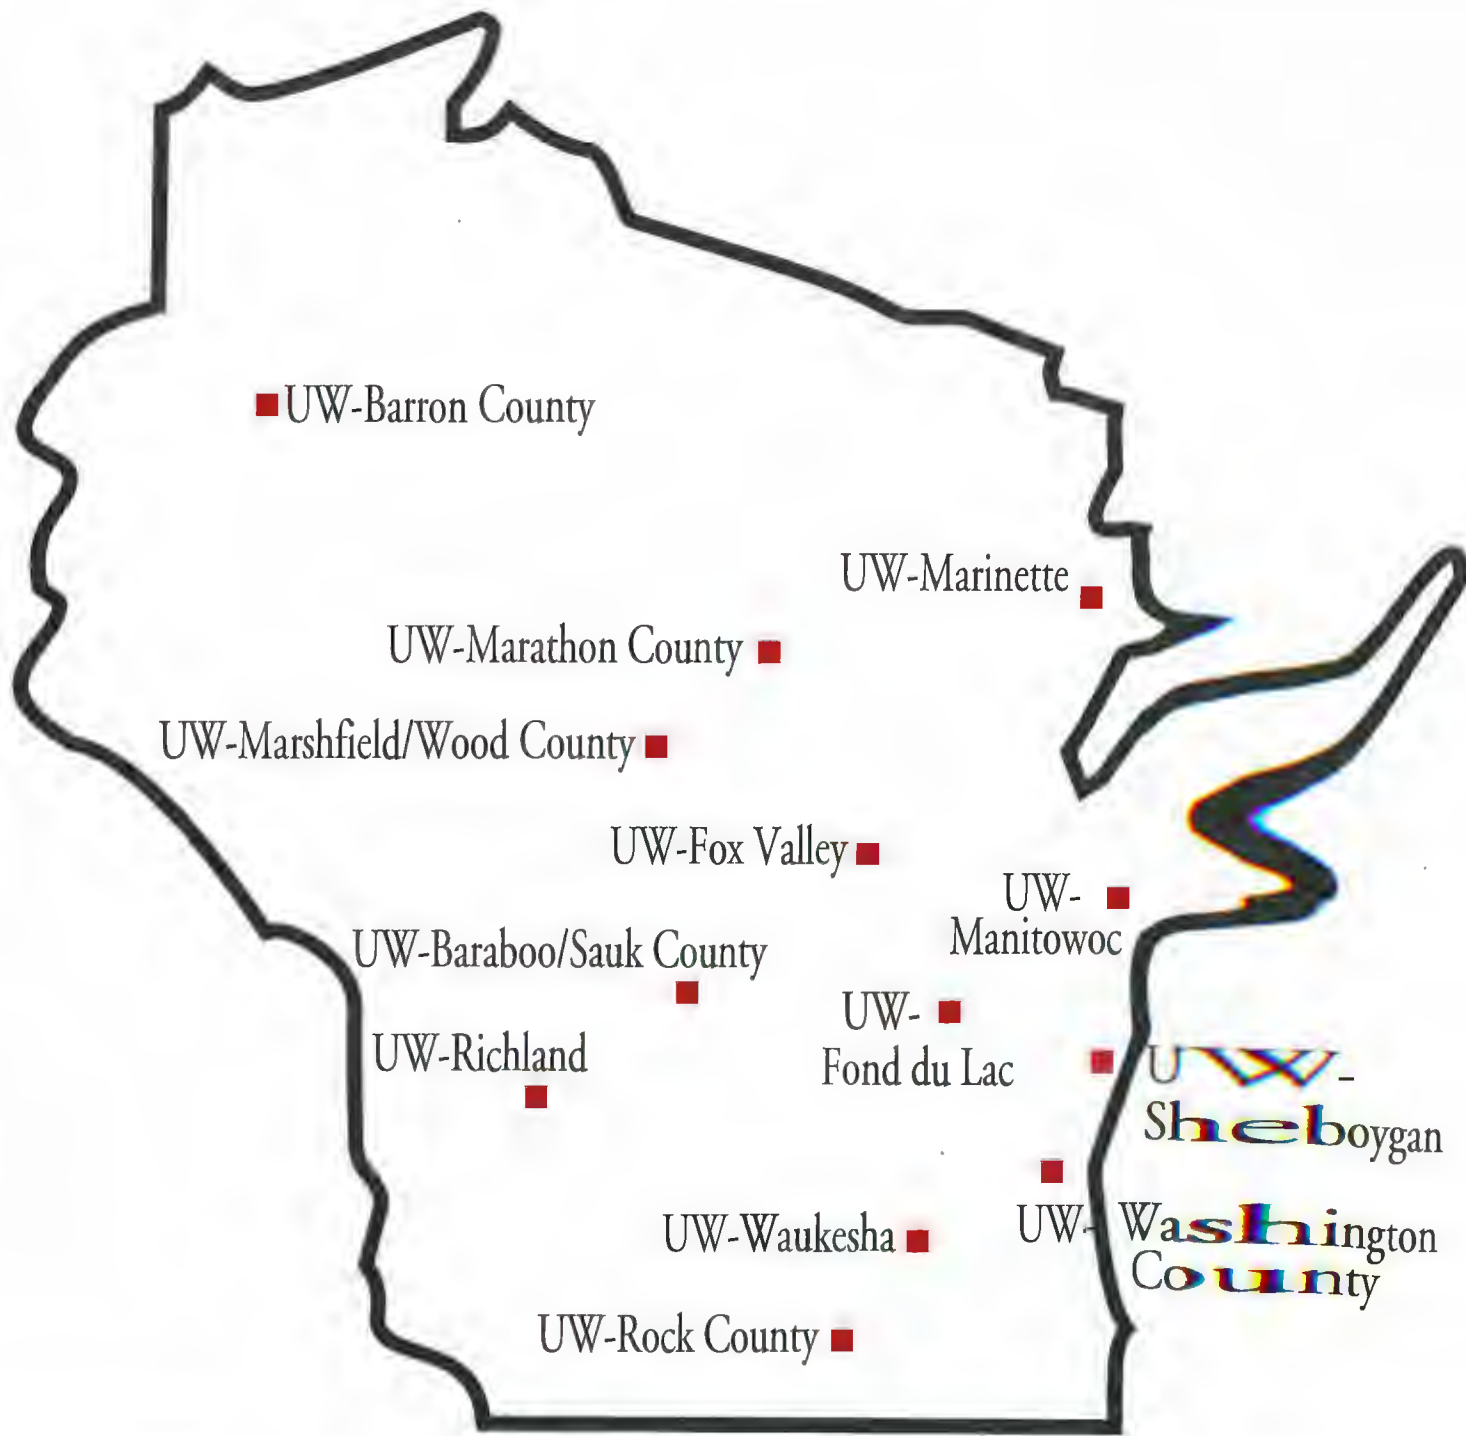 UW-Barron County
UW-Marinette
UW-Marathon County
UW-Marshfield/Wood County
UW-Fox Valley
UW-
Manitowoc
UW-Baraboo/Sauk County
UW-
Fond du Lac
UW-Richland
UW-
Sheboygan
UW-Washington
County
UW-Waukesha
UW-Rock County